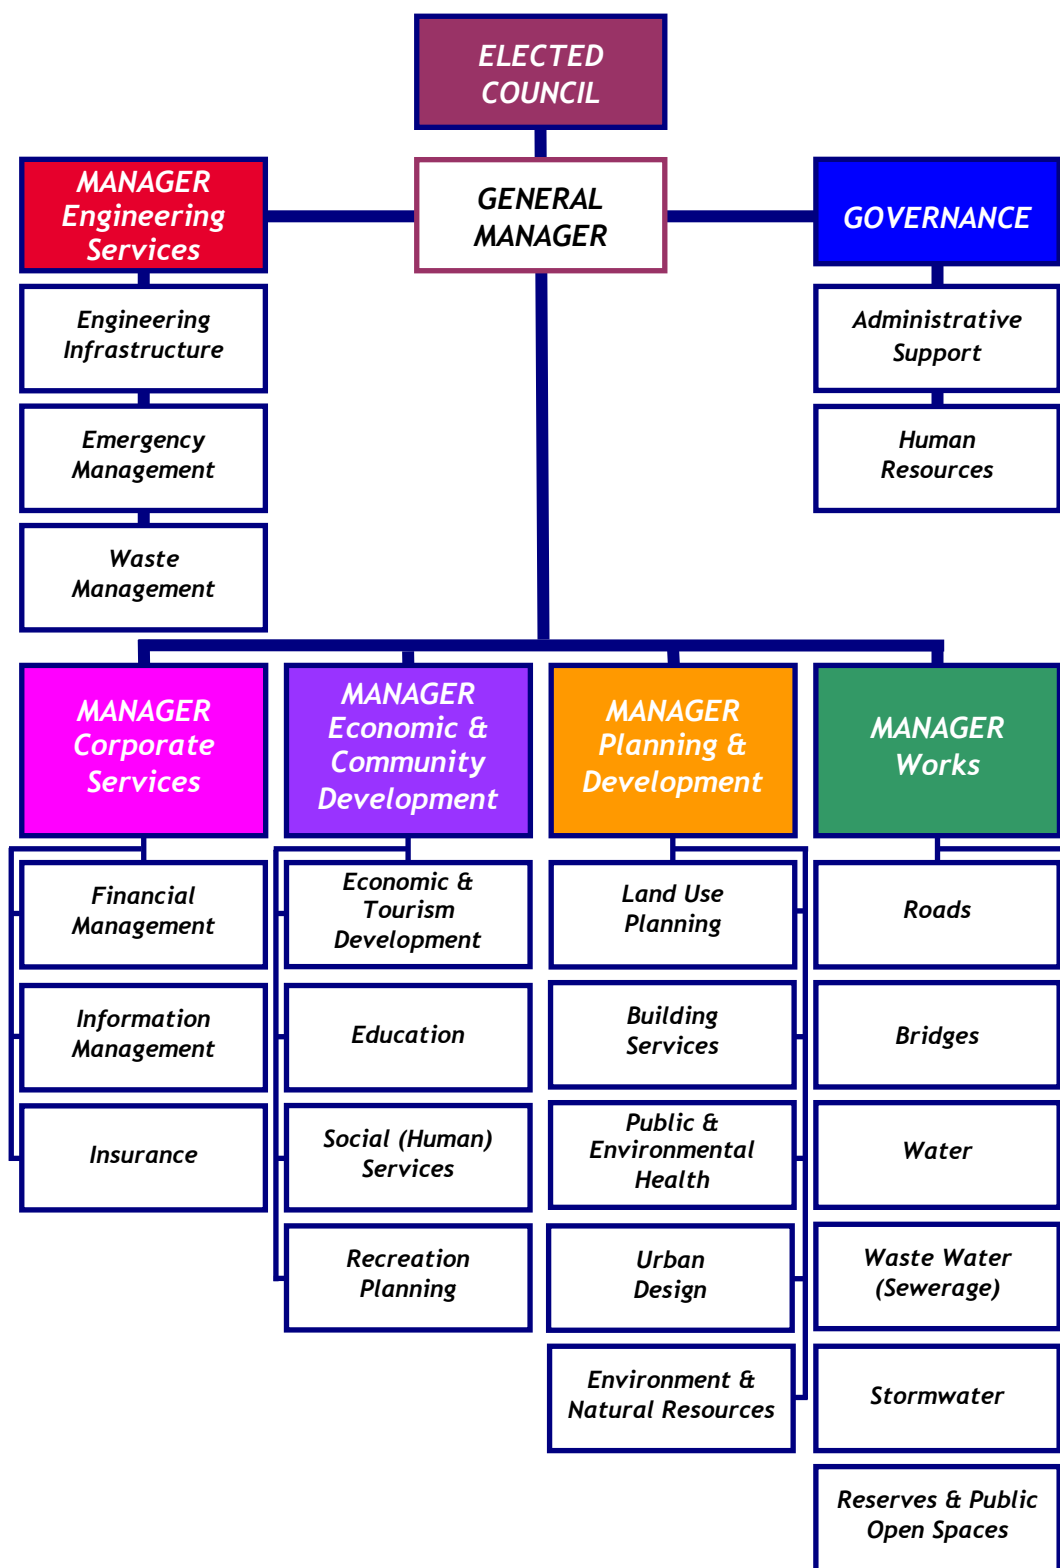 ELECTED
COUNCIL
MANAGER
Engineering
Services
GENERAL
MANAGER
GOVERNANCE
Engineering
Infrastructure
Emergency
Management
Waste
Management
Administrative
Support
Human
Resources
MANAGER
Corporate
Services
MANAGER
Economic &
Community
Development
MANAGER
Planning &
Development
MANAGER
Works
Financial
Management
Information
Management
Insurance
Economic &
Tourism
Development
Education
Social (Human)
Services
Recreation
Planning
Land Use
Planning
Building
Services
Public &
Environmental
Health
Urban
Design
Environment &
Natural Resources
Roads
Bridges
Water
Waste Water
(Sewerage)
Stormwater
Reserves & Public
Open Spaces